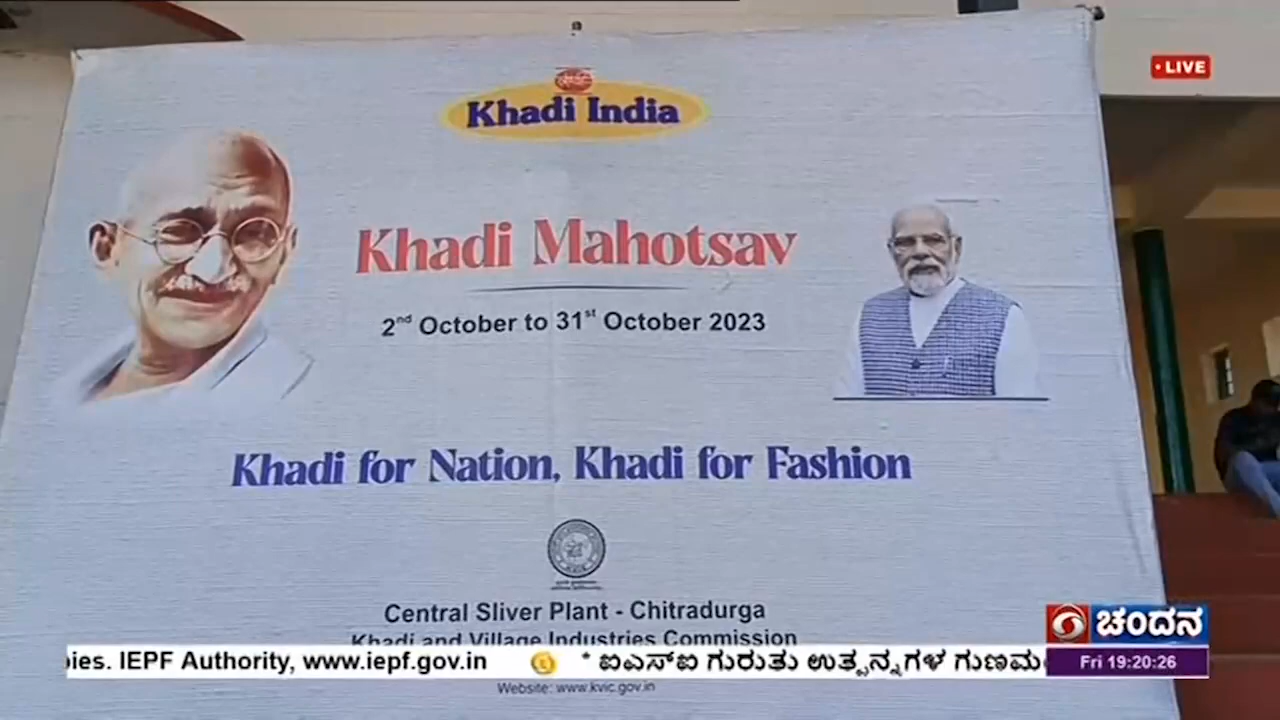 LIVE
Khadi India
Khadi Mahotsav
2nd October to 31st October 2023
Khadi for Nation, Khadi for Fashion
Central Sliver Plant - Chitradurga
Khadi and Village Industries Commission
ಚಂದನ
Fri 19:20:26
IEPF Authority, www.iepf.gov.in * ಐಎಸ್ಐ ಗುರುತು ಉತ್ಪನ್ನಗಳ
Website: www.kvic.gov.in